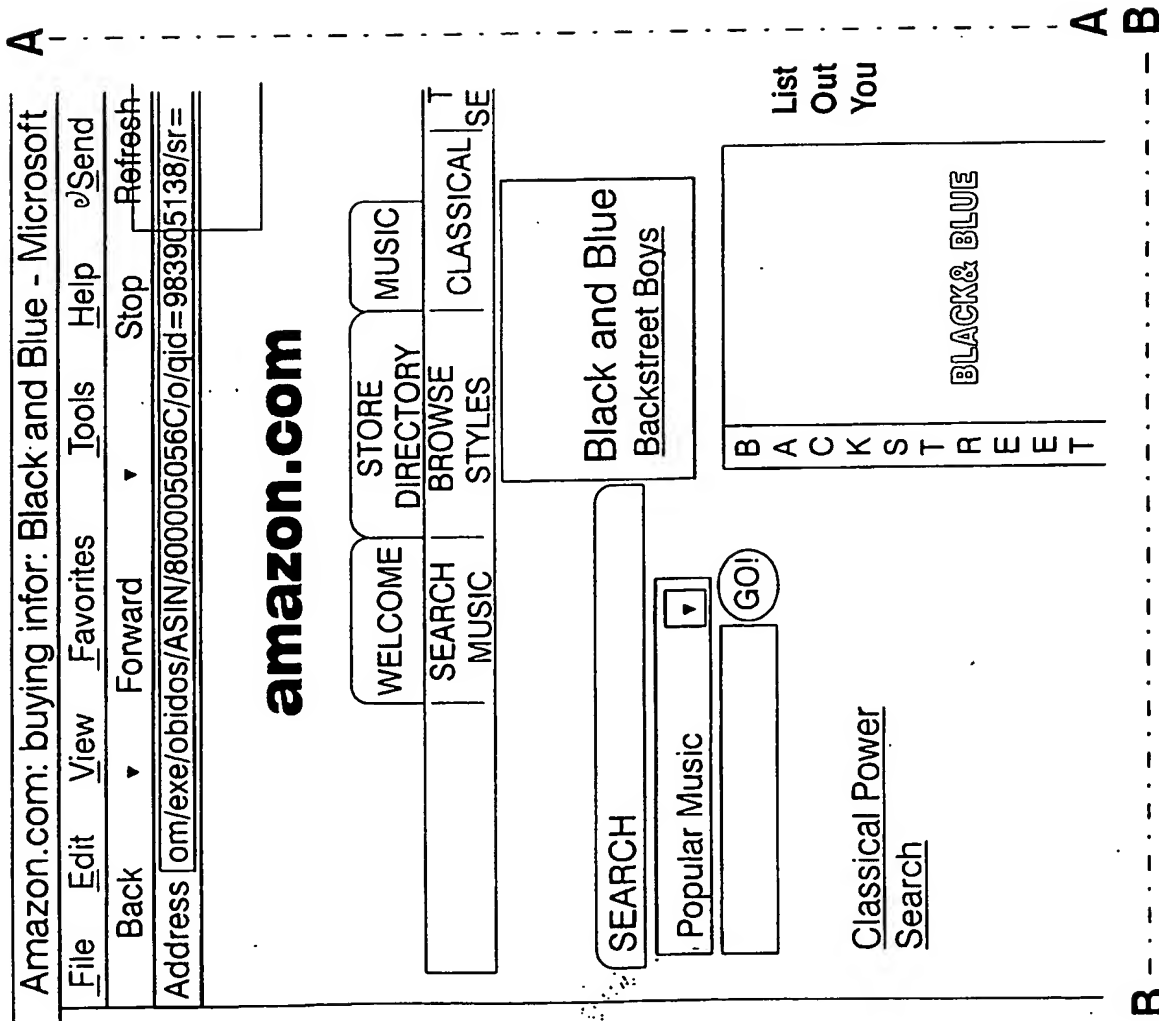 A
Amazon.com: buying infor: Black and Blue - Microsoft
File Edit View Favorites Tools Help Send
Back Forward Stop Refresh
Address om/exe/obidos/ASIN/800005056C/o/qid=983905138/sr=
amazon.com
WELCOME STORE DIRECTORY MUSIC
SEARCH MUSIC BROWSE STYLES CLASSICAL T SE
SEARCH
Black and Blue
Backstreet Boys
Popular Music
GO!
List
Out
You
BACKSTREET
BLACK& BLUE
Classical Power
Search
A
B B